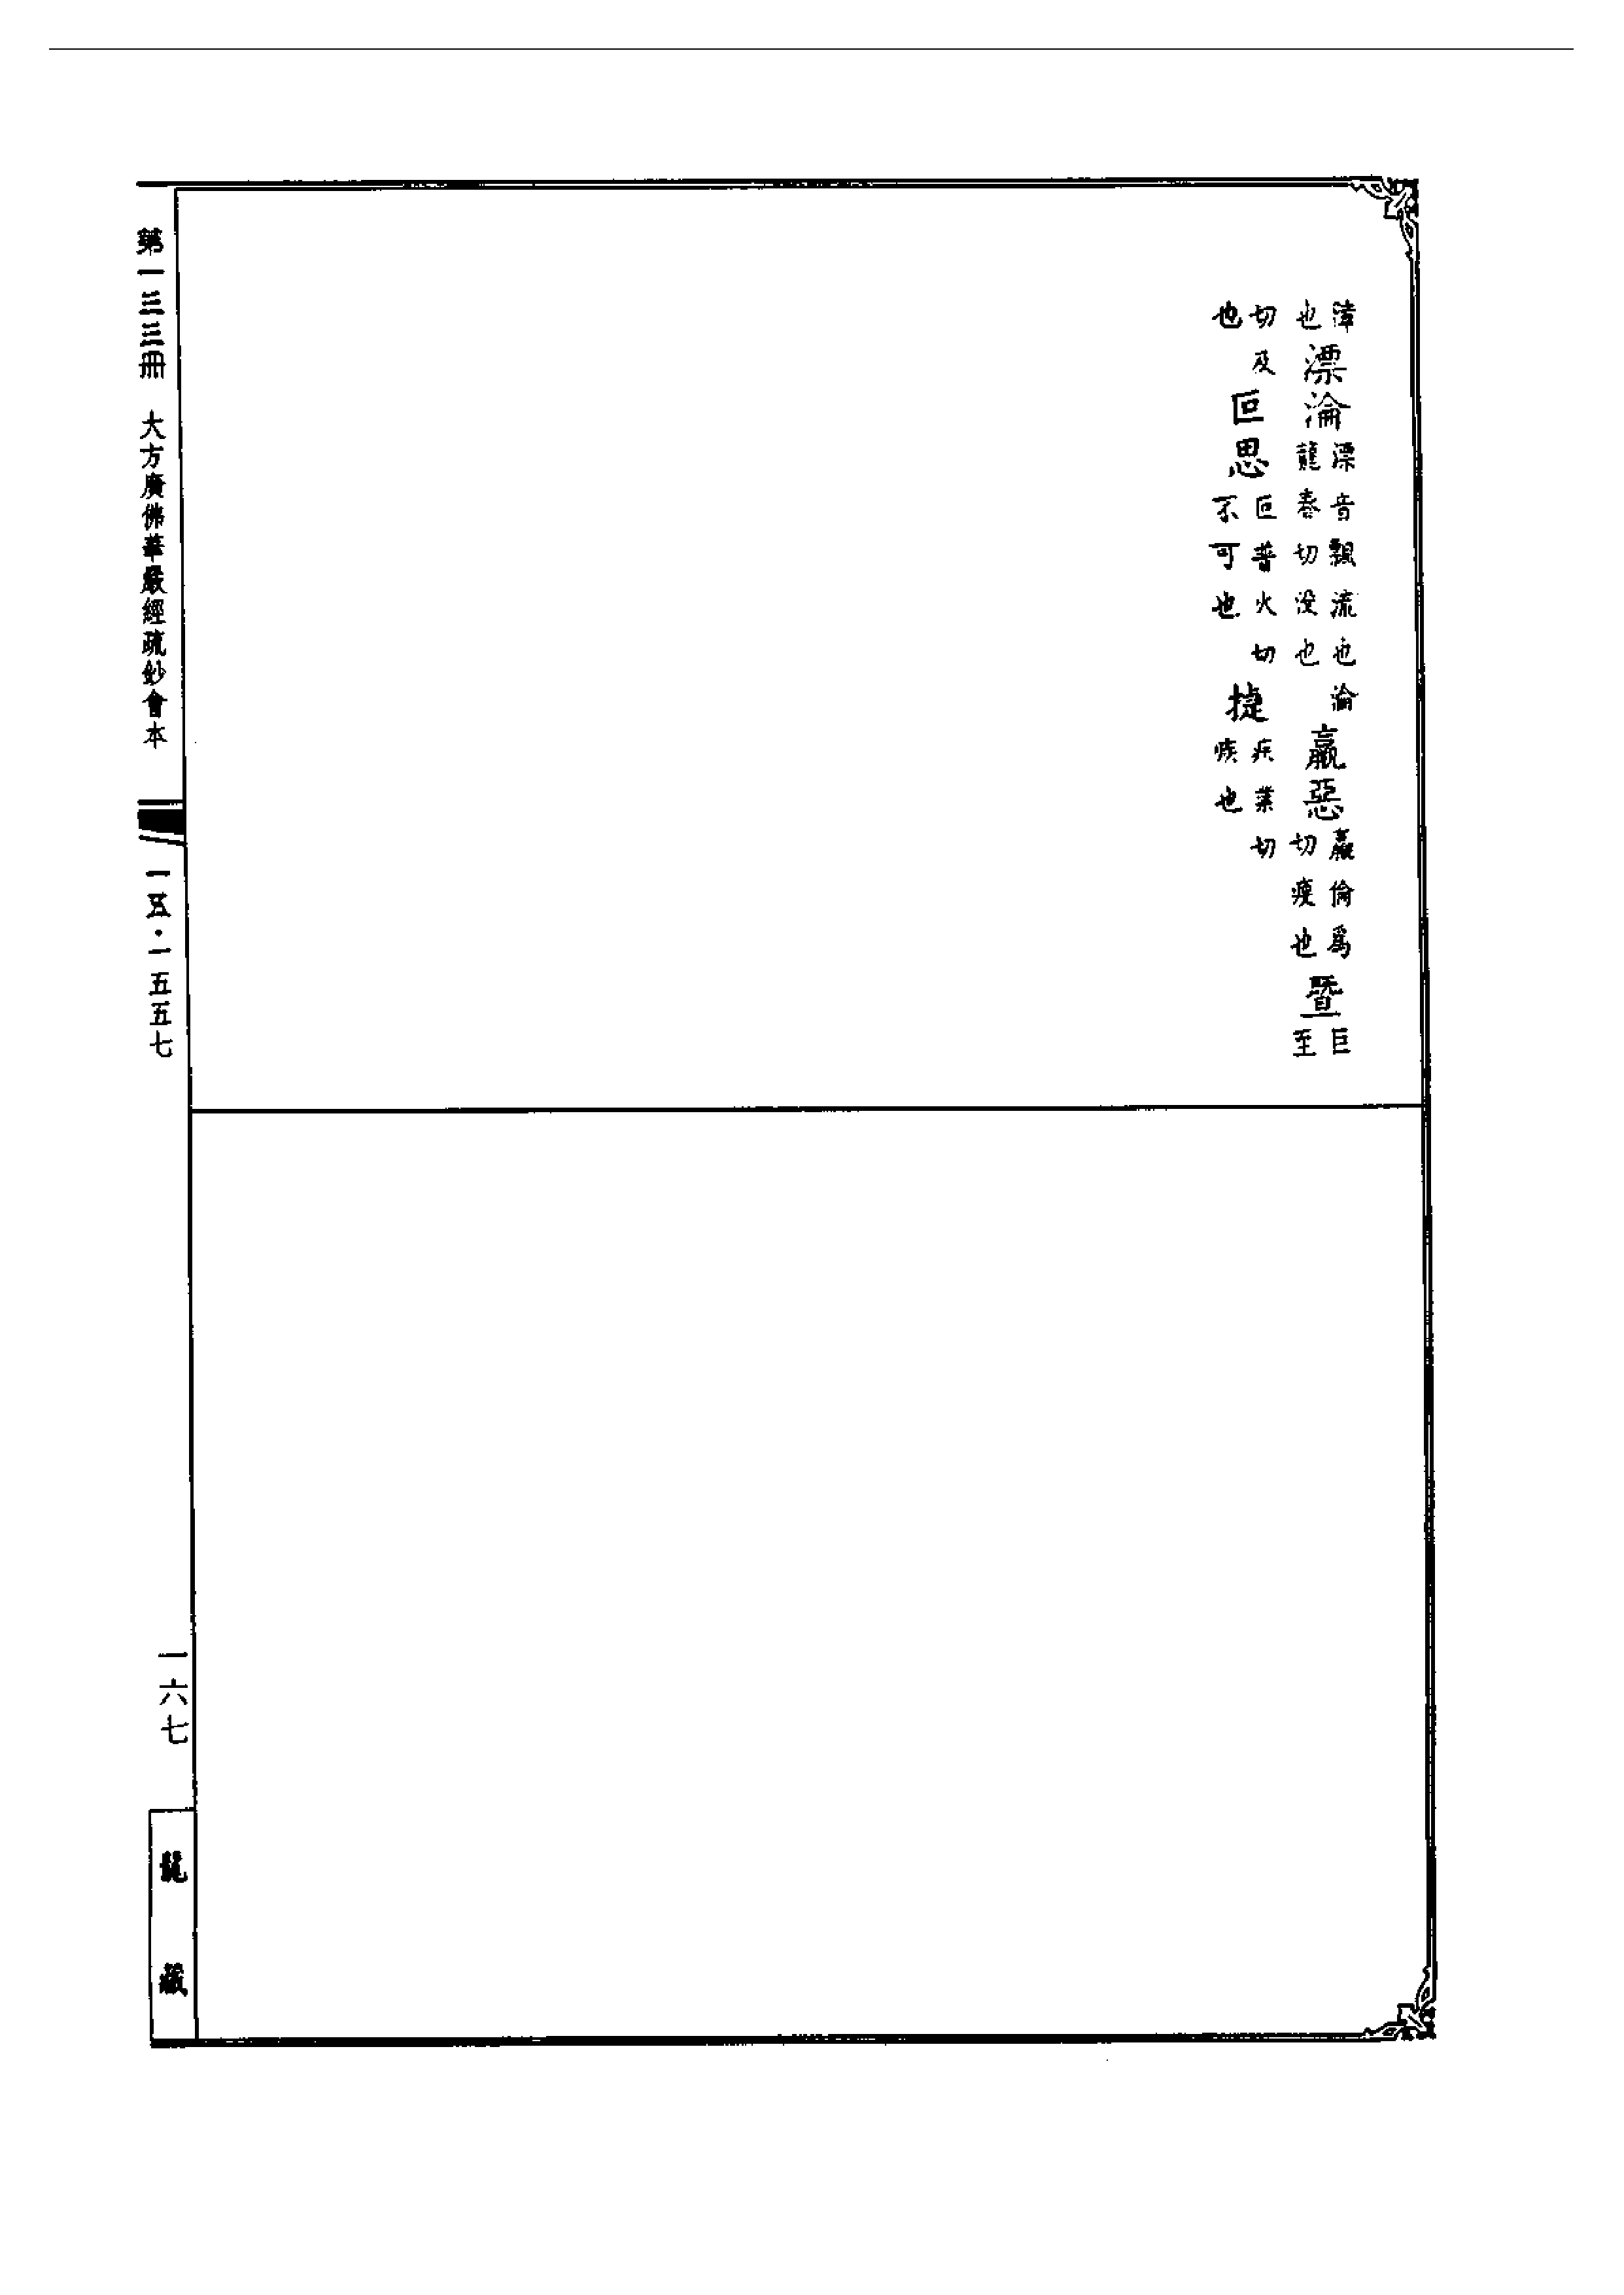 也漂淪漂音飄流也淪龍春切没也羸惡羸倫爲切瘦也暨巨至
切及也叵思叵普火切不可也捷疾葉切也
第一三三冊 大方廣佛華嚴經疏鈔會本
一五·一五五七
一六七
龍藏